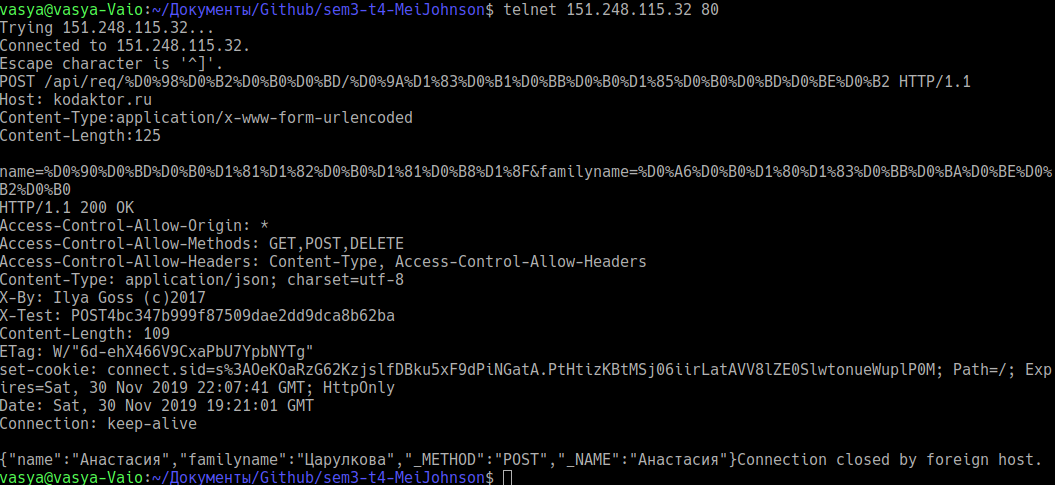 vasya@vasya-Vaio:~/Документы/Github/sem3-t4-MeiJohnson$ telnet 151.248.115.32 80
Trying 151.248.115.32...
Connected to 151.248.115.32.
Escape character is '^]'.
POST /api/req/%D0%98%D0%B2%D0%B0%D0%BD/%D0%9A%D1%83%D0%B1%D0%BB%D0%B0%D1%85%D0%B0%D0%BD%D0%BE%D0%B2 HTTP/1.1
Host: kodaktor.ru
Content-Type:application/x-www-form-urlencoded
Content-Length:125

name=%D0%90%D0%BD%D0%B0%D1%81%D1%82%D0%B0%D1%81%D0%B8%D1%8F&familyname=%D0%A6%D0%B0%D1%80%D1%83%D0%BB%D0%BA%D0%BE%D0%
B2%D0%B0
HTTP/1.1 200 OK
Access-Control-Allow-Origin: *
Access-Control-Allow-Methods: GET,POST,DELETE
Access-Control-Allow-Headers: Content-Type, Access-Control-Allow-Headers
Content-Type: application/json; charset=utf-8
X-By: Ilya Goss (c)2017
X-Test: POST4bc347b999f87509dae2dd9dca8b62ba
Content-Length: 109
ETag: W/"6d-ehX466V9CxaPbU7YpbNYTg"
set-cookie: connect.sid=s%3AOeKOaRzG62KzjslfDBku5xF9dPiNGatA.PtHtizKBtMSj06iirLatAVV8lZE0SlwtonueWuplP0M; Path=/; Exp
ires=Sat, 30 Nov 2019 22:07:41 GMT; HttpOnly
Date: Sat, 30 Nov 2019 19:21:01 GMT
Connection: keep-alive

{"name":"Анастасия","familyname":"Царулкова","_METHOD":"POST","_NAME":"Анастасия"}Connection closed by foreign host.
vasya@vasya-Vaio:~/Документы/Github/sem3-t4-MeiJohnson$